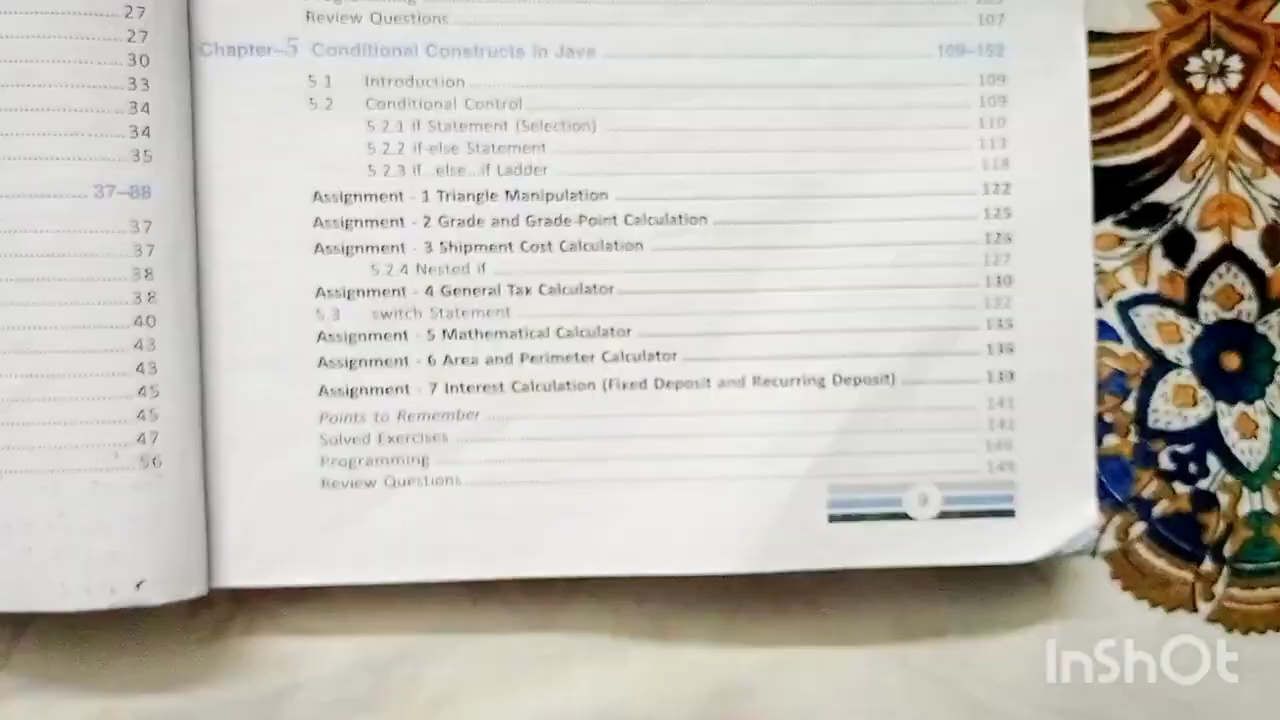 27
27
30
33
34
34
35
37–88
37
37
38
38
40
43
43
45
45
47
56
Review Questions 107
Chapter–5 Conditional Constructs in Java 109–152
5.1 Introduction 109
5.2 Conditional Control 109
5.2.1 if Statement (Selection) 110
5.2.2 if-else Statement 113
5.2.3 if...else...if Ladder 118
Assignment - 1 Triangle Manipulation 122
Assignment - 2 Grade and Grade-Point Calculation 125
Assignment - 3 Shipment Cost Calculation 126
5.2.4 Nested if 127
Assignment - 4 General Tax Calculator 130
5.3 switch Statement 132
Assignment - 5 Mathematical Calculator
Assignment - 6 Area and Perimeter Calculator
Assignment - 7 Interest Calculation (Fixed Deposit and Recurring Deposit)
Points to Remember 141
Solved Exercises
Programming
Review Questions
InShOt